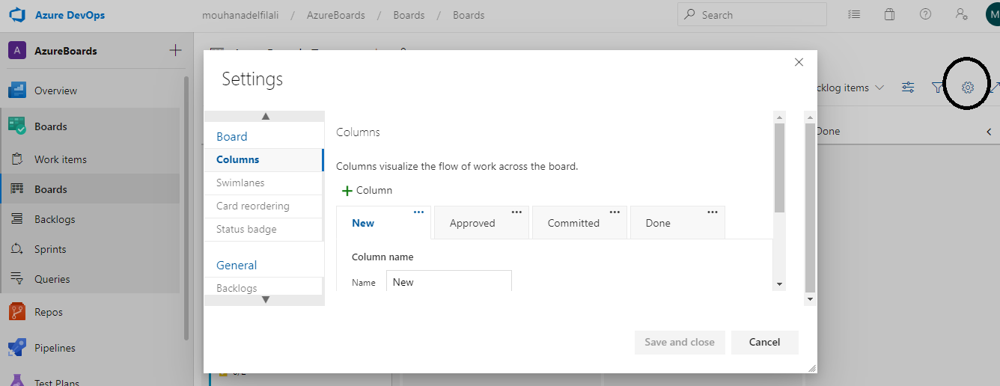 Azure DevOps
mouhanadelfilali / AzureBoards / Boards / Boards
Search
M
A AzureBoards
Overview
Boards
Work items
Boards
Backlogs
Sprints
Queries
Repos
Pipelines
Test Plans
Settings
Board
Columns
Swimlanes
Card reordering
Status badge
General
Backlogs
Columns
Columns visualize the flow of work across the board.
+ Column
New ... Approved ... Committed ... Done ...
Column name
Name New
Save and close Cancel
cklog items
Done